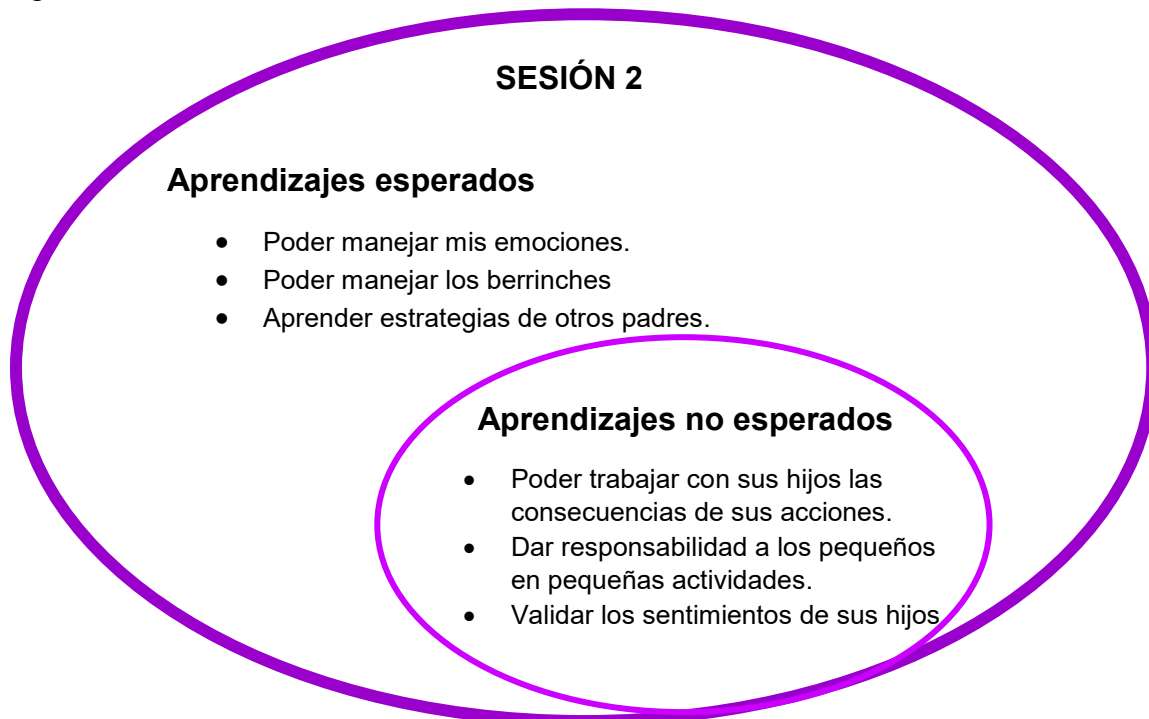 SESIÓN 2
Aprendizajes esperados
• Poder manejar mis emociones.
• Poder manejar los berrinches
• Aprender estrategias de otros padres.
Aprendizajes no esperados
• Poder trabajar con sus hijos las
consecuencias de sus acciones.
• Dar responsabilidad a los pequeños
en pequeñas actividades.
• Validar los sentimientos de sus hijos